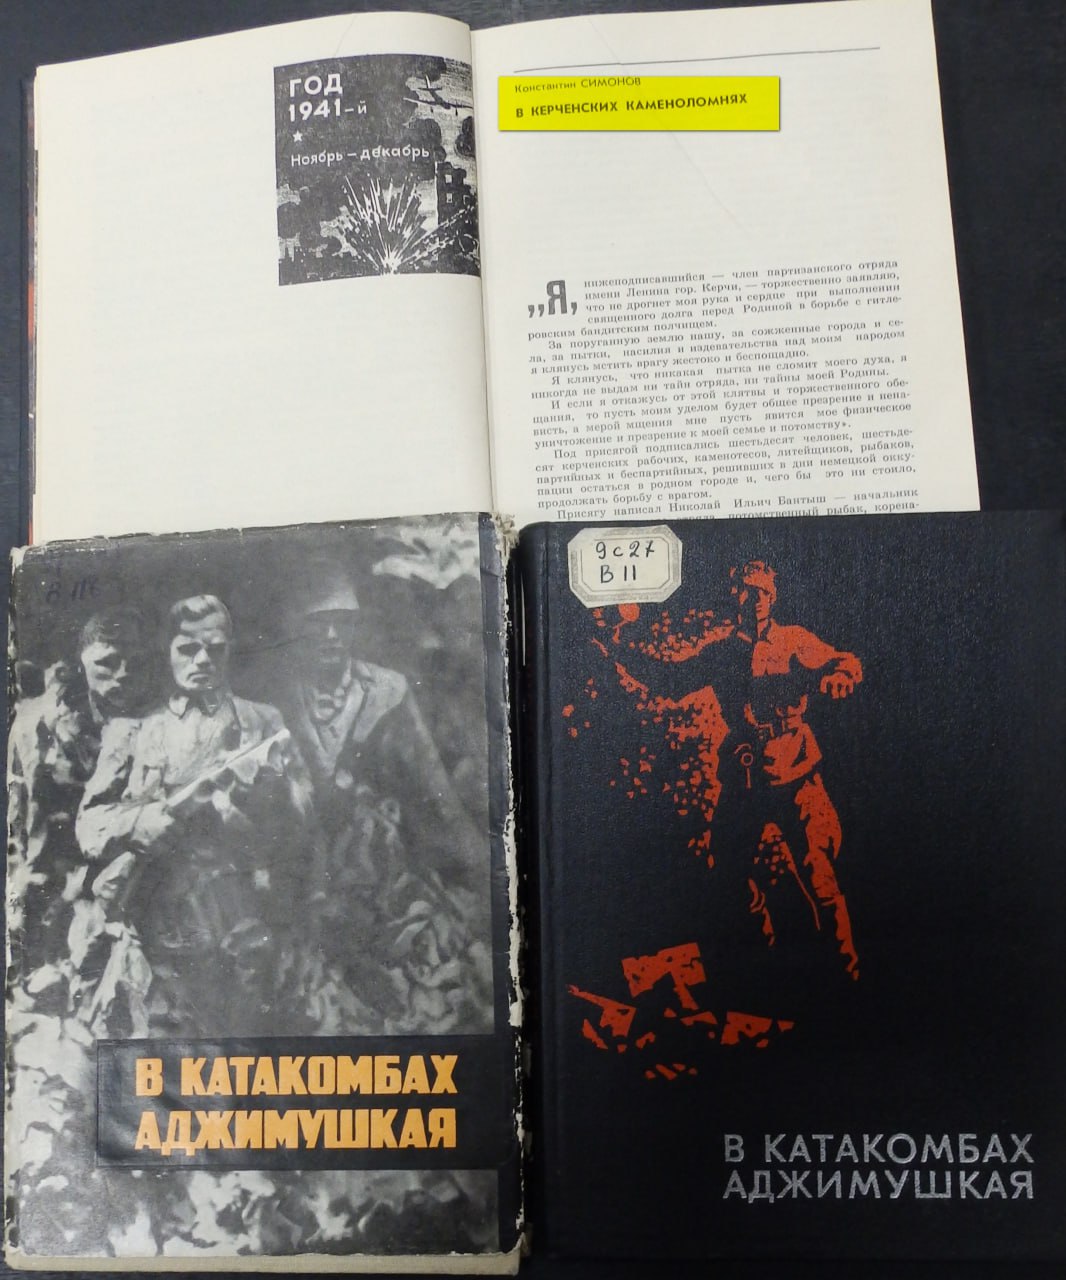 ГОД
1941-й
Ноябрь — декабрь
Константин СИМОНОВ
В КЕРЧЕНСКИХ КАМЕНОЛОМНЯХ
„Я, нижеподписавшийся — член партизанского отряда
имени Ленина гор. Керчи, — торжественно заявляю,
что не дрогнет моя рука и сердце при выполнении
священного долга перед Родиной в борьбе с гитле-
ровским бандитским полчищем.
За поруганную землю нашу, за сожженные города и се-
ла, за пытки, насилия и издевательства над моим народом
я клянусь мстить врагу жестоко и беспощадно.
Я клянусь, что никакая пытка не сломит моего духа, я
никогда не выдам ни тайн отряда, ни тайны моей Родины.
И если я откажусь от этой клятвы и торжественного обе-
щания, то пусть моим уделом будет общее презрение и нена-
висть, а мерой мщения мне пусть явится мое физическое
уничтожение и презрение к моей семье и потомству».
Под присягой подписались шестьдесят человек, шестьде-
сят керченских рабочих, каменотесов, литейщиков, рыбаков,
партийных и беспартийных, решивших в дни немецкой окку-
пации остаться в родном городе и, чего бы это ни стоило,
продолжать борьбу с врагом.
Присягу написал Николай Ильич Бантыш — начальник
отряда, потомственный рыбак, корена-
9с27
В 11
В КАТАКОМБАХ
АДЖИМУШКАЯ
В КАТАКОМБАХ
АДЖИМУШКАЯ